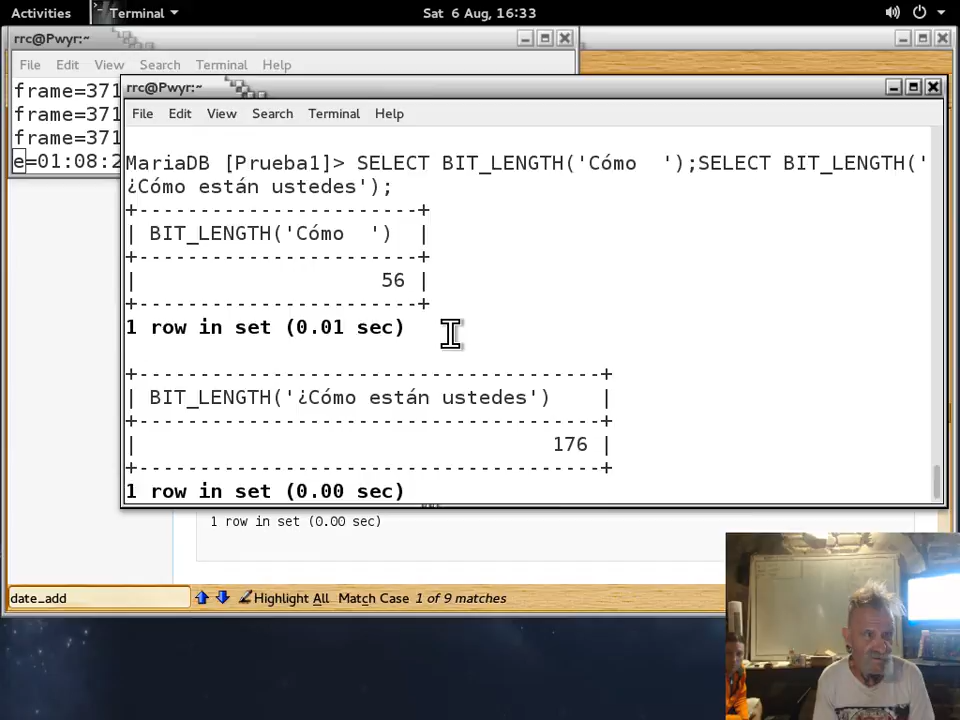 Activities Terminal Sat 6 Aug, 16:33
rrc@Pwyr:~
File Edit View Search Terminal Help
frame=371
frame=371
frame=371
e=01:08:2
rrc@Pwyr:~
File Edit View Search Terminal Help
MariaDB [Prueba1]> SELECT BIT_LENGTH('Cómo  ');SELECT BIT_LENGTH('
¿Cómo están ustedes');
+------------------------+
| BIT_LENGTH('Cómo  ')  |
+------------------------+
|                     56 |
+------------------------+
1 row in set (0.01 sec)
+---------------------------------------+
| BIT_LENGTH('¿Cómo están ustedes')    |
+---------------------------------------+
|                                   176 |
+---------------------------------------+
1 row in set (0.00 sec)
1 row in set (0.00 sec)
date_add Highlight All Match Case 1 of 9 matches